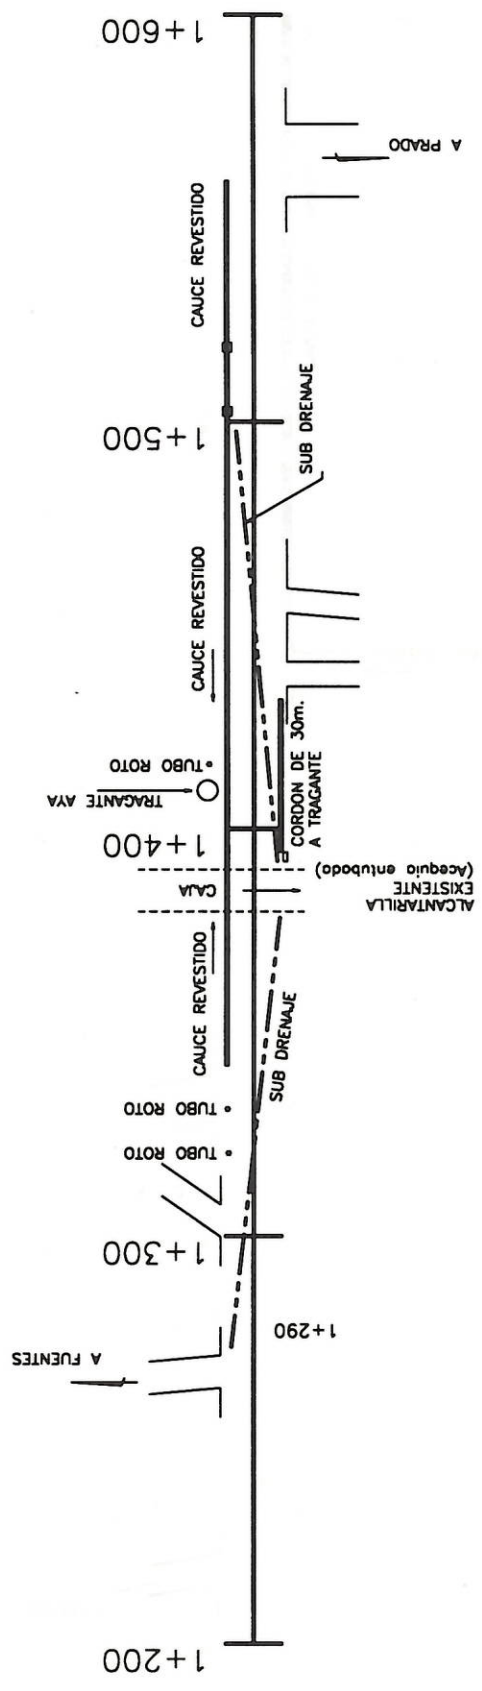 1+600
A PRADO
CAUCE REVESTIDO
1+500
SUB DRENAJE
CAUCE REVESTIDO
• TUBO ROTO
TRAGANTE AYA
CORDON DE 30m.
A TRAGANTE
1+400
CAJA
ALCANTARILLA
EXISTENTE
(Acequia entubada)
CAUCE REVESTIDO
SUB DRENAJE
• TUBO ROTO
• TUBO ROTO
1+300
1+290
A FUENTES
1+200